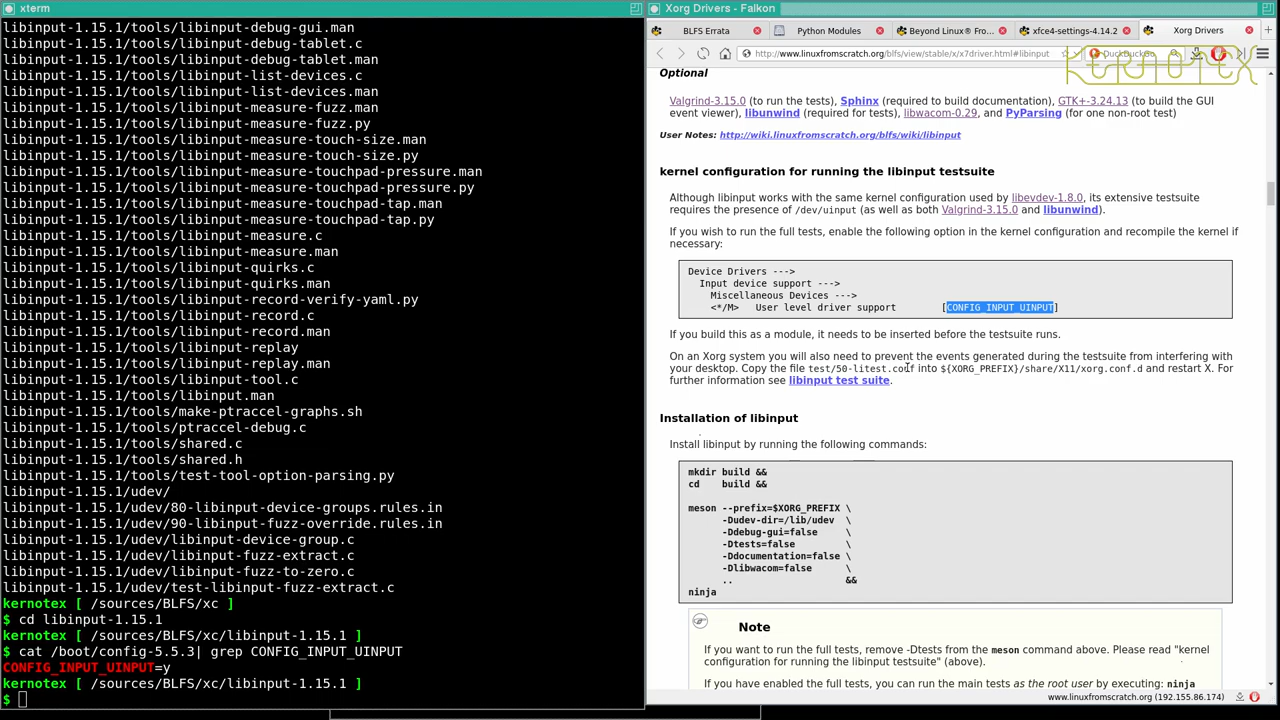 xterm
libinput-1.15.1/tools/libinput-debug-gui.man
libinput-1.15.1/tools/libinput-debug-tablet.c
libinput-1.15.1/tools/libinput-debug-tablet.man
libinput-1.15.1/tools/libinput-list-devices.c
libinput-1.15.1/tools/libinput-list-devices.man
libinput-1.15.1/tools/libinput-measure-fuzz.man
libinput-1.15.1/tools/libinput-measure-fuzz.py
libinput-1.15.1/tools/libinput-measure-touch-size.man
libinput-1.15.1/tools/libinput-measure-touch-size.py
libinput-1.15.1/tools/libinput-measure-touchpad-pressure.man
libinput-1.15.1/tools/libinput-measure-touchpad-pressure.py
libinput-1.15.1/tools/libinput-measure-touchpad-tap.man
libinput-1.15.1/tools/libinput-measure-touchpad-tap.py
libinput-1.15.1/tools/libinput-measure.c
libinput-1.15.1/tools/libinput-measure.man
libinput-1.15.1/tools/libinput-quirks.c
libinput-1.15.1/tools/libinput-quirks.man
libinput-1.15.1/tools/libinput-record-verify-yaml.py
libinput-1.15.1/tools/libinput-record.c
libinput-1.15.1/tools/libinput-record.man
libinput-1.15.1/tools/libinput-replay
libinput-1.15.1/tools/libinput-replay.man
libinput-1.15.1/tools/libinput-tool.c
libinput-1.15.1/tools/libinput.man
libinput-1.15.1/tools/make-ptraccel-graphs.sh
libinput-1.15.1/tools/ptraccel-debug.c
libinput-1.15.1/tools/shared.c
libinput-1.15.1/tools/shared.h
libinput-1.15.1/tools/test-tool-option-parsing.py
libinput-1.15.1/udev/
libinput-1.15.1/udev/80-libinput-device-groups.rules.in
libinput-1.15.1/udev/90-libinput-fuzz-override.rules.in
libinput-1.15.1/udev/libinput-device-group.c
libinput-1.15.1/udev/libinput-fuzz-extract.c
libinput-1.15.1/udev/libinput-fuzz-to-zero.c
libinput-1.15.1/udev/test-libinput-fuzz-extract.c
kernotex [ /sources/BLFS/xc ]
$ cd libinput-1.15.1
kernotex [ /sources/BLFS/xc/libinput-1.15.1 ]
$ cat /boot/config-5.5.3| grep CONFIG_INPUT_UINPUT
CONFIG_INPUT_UINPUT=y
kernotex [ /sources/BLFS/xc/libinput-1.15.1 ]
$
Xorg Drivers - Falkon
BLFS Errata
Python Modules
Beyond Linux® Fro...
xfce4-settings-4.14.2
Xorg Drivers
http://www.linuxfromscratch.org/blfs/view/stable/x/x7driver.html#libinput
DuckDuckGo
KERNOTEX
Optional
Valgrind-3.15.0 (to run the tests), Sphinx (required to build documentation), GTK+-3.24.13 (to build the GUI
event viewer), libunwind (required for tests), libwacom-0.29, and PyParsing (for one non-root test)
User Notes: http://wiki.linuxfromscratch.org/blfs/wiki/libinput
kernel configuration for running the libinput testsuite
Although libinput works with the same kernel configuration used by libevdev-1.8.0, its extensive testsuite
requires the presence of /dev/uinput (as well as both Valgrind-3.15.0 and libunwind).
If you wish to run the full tests, enable the following option in the kernel configuration and recompile the kernel if
necessary:
Device Drivers --->
Input device support --->
Miscellaneous Devices --->
<*/M> User level driver support [CONFIG_INPUT_UINPUT]
If you build this as a module, it needs to be inserted before the testsuite runs.
On an Xorg system you will also need to prevent the events generated during the testsuite from interfering with
your desktop. Copy the file test/50-litest.conf into ${XORG_PREFIX}/share/X11/xorg.conf.d and restart X. For
further information see libinput test suite.
Installation of libinput
Install libinput by running the following commands:
mkdir build &&
cd build &&
meson --prefix=$XORG_PREFIX \
-Dudev-dir=/lib/udev \
-Ddebug-gui=false \
-Dtests=false \
-Ddocumentation=false \
-Dlibwacom=false \
.. &&
ninja
Note
If you want to run the full tests, remove -Dtests from the meson command above. Please read "kernel
configuration for running the libinput testsuite" (above).
If you have enabled the full tests, you can run the main tests as the root user by executing: ninja
www.linuxfromscratch.org (192.155.86.174)